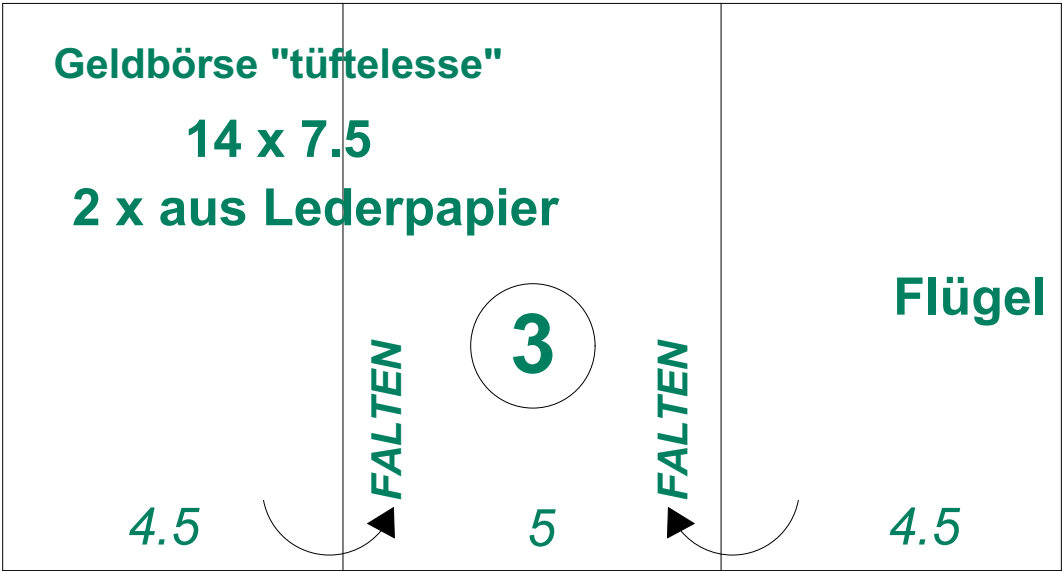 Geldbörse "tüftelesse"
14 x 7.5
2 x aus Lederpapier
Flügel
3
FALTEN
FALTEN
4.5
5
4.5